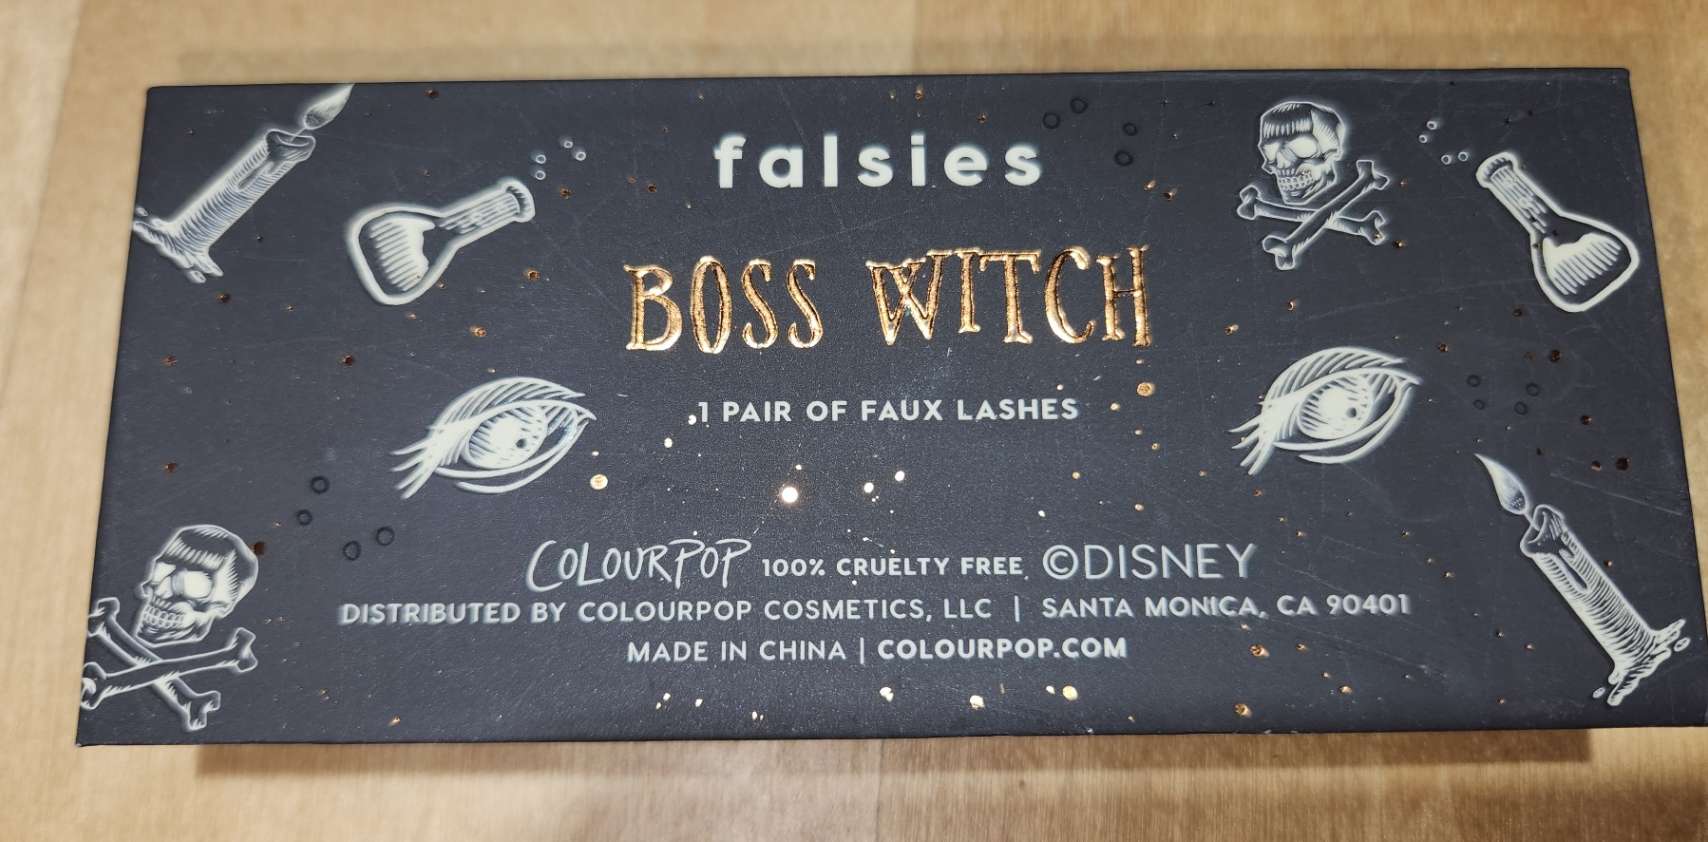 falsies
BOSS WITCH
1 PAIR OF FAUX LASHES
COLOURPOP 100% CRUELTY FREE ©DISNEY
DISTRIBUTED BY COLOURPOP COSMETICS, LLC | SANTA MONICA, CA 90401
MADE IN CHINA | COLOURPOP.COM